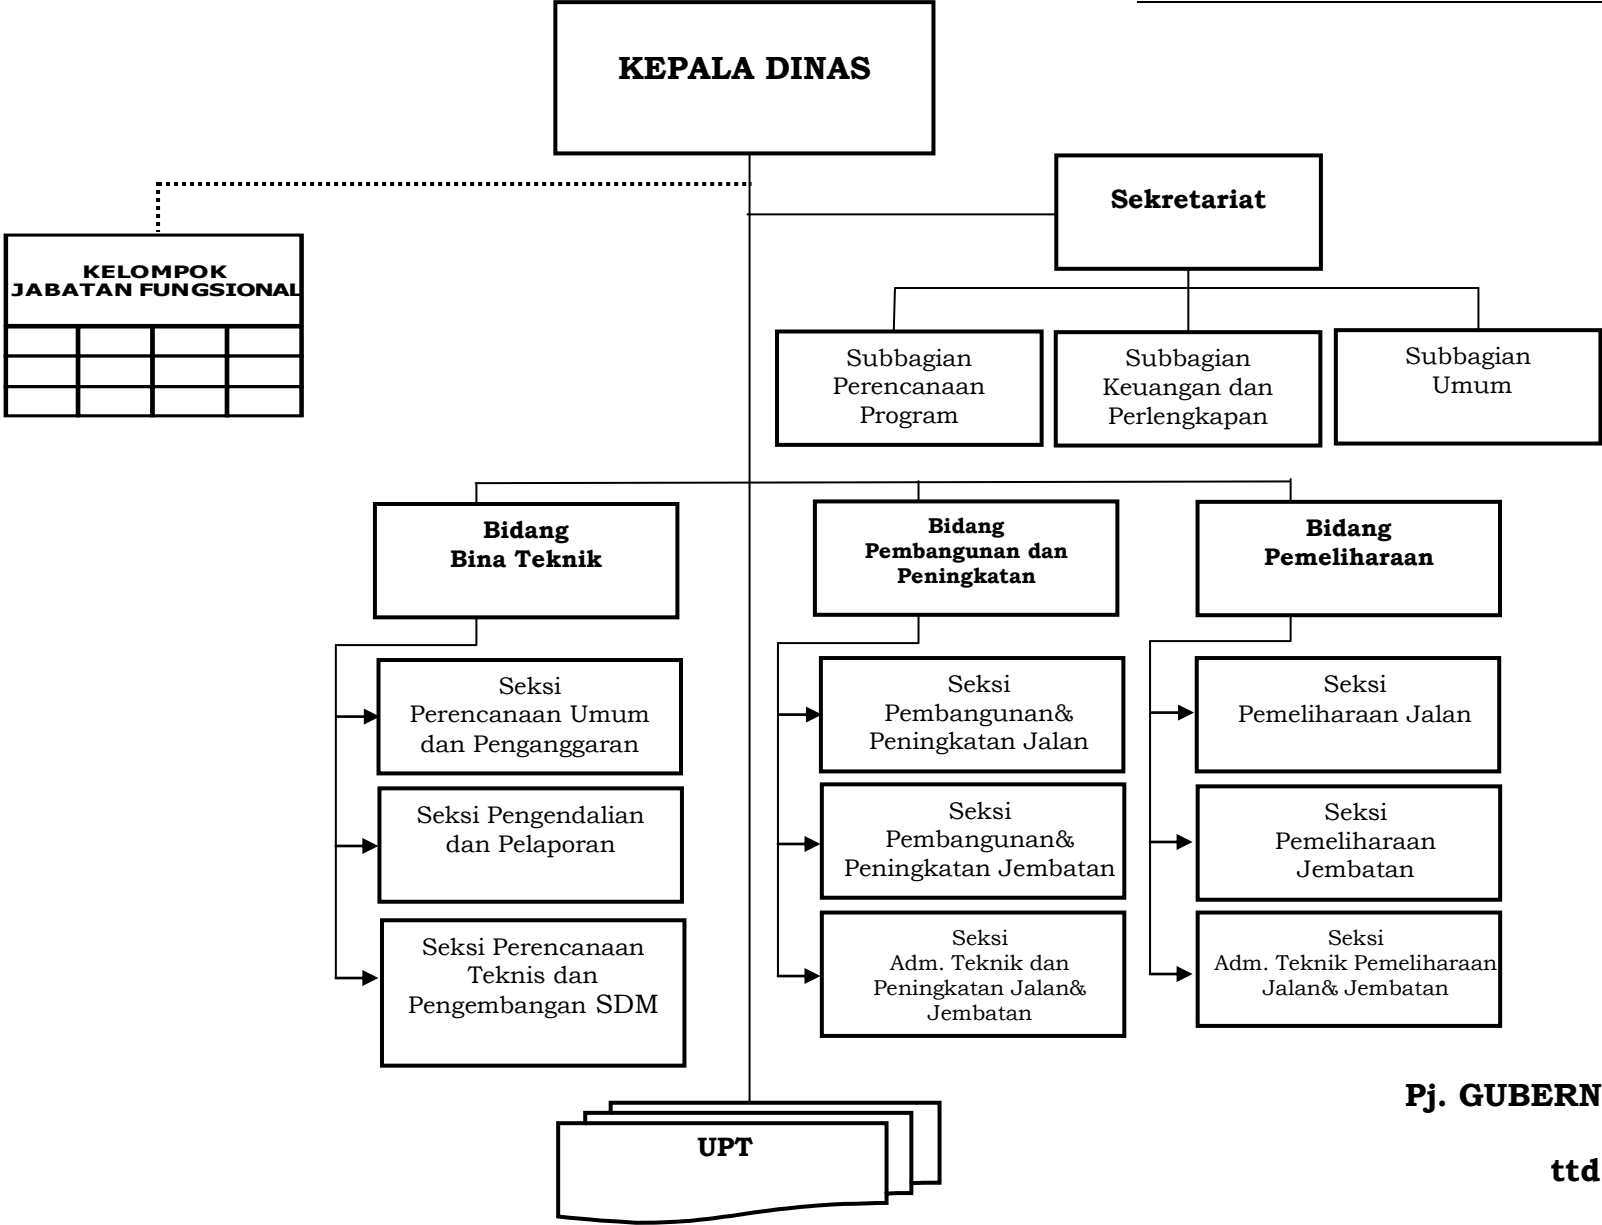 KEPALA DINAS
Sekretariat
KELOMPOK
JABATAN FUNGSIONAL
Subbagian
Perencanaan
Program
Subbagian
Keuangan dan
Perlengkapan
Subbagian
Umum
Bidang
Bina Teknik
Bidang
Pembangunan dan
Peningkatan
Bidang
Pemeliharaan
Seksi
Perencanaan Umum
dan Penganggaran
Seksi
Pembangunan&
Peningkatan Jalan
Seksi
Pemeliharaan Jalan
Seksi Pengendalian
dan Pelaporan
Seksi
Pembangunan&
Peningkatan Jembatan
Seksi
Pemeliharaan
Jembatan
Seksi Perencanaan
Teknis dan
Pengembangan SDM
Seksi
Adm. Teknik dan
Peningkatan Jalan&
Jembatan
Seksi
Adm. Teknik Pemeliharaan
Jalan& Jembatan
Pj. GUBERN
UPT
ttd